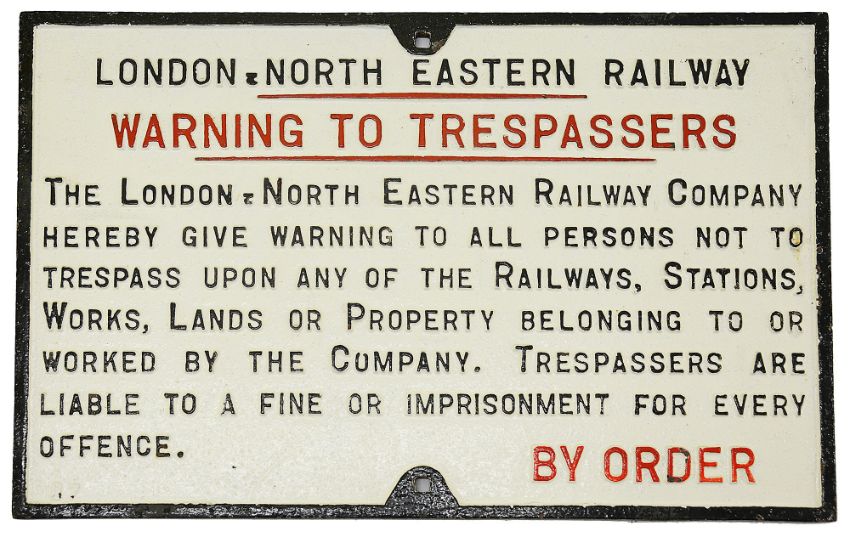 LONDON & NORTH EASTERN RAILWAY
WARNING TO TRESPASSERS
THE LONDON & NORTH EASTERN RAILWAY COMPANY
HEREBY GIVE WARNING TO ALL PERSONS NOT TO
TRESPASS UPON ANY OF THE RAILWAYS, STATIONS,
WORKS, LANDS OR PROPERTY BELONGING TO OR
WORKED BY THE COMPANY. TRESPASSERS ARE
LIABLE TO A FINE OR IMPRISONMENT FOR EVERY
OFFENCE.
BY ORDER